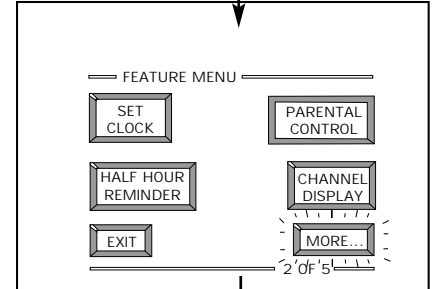 FEATURE MENU
SET
CLOCK
PARENTAL
CONTROL
HALF HOUR
REMINDER
CHANNEL
DISPLAY
EXIT
MORE...
2 OF 5